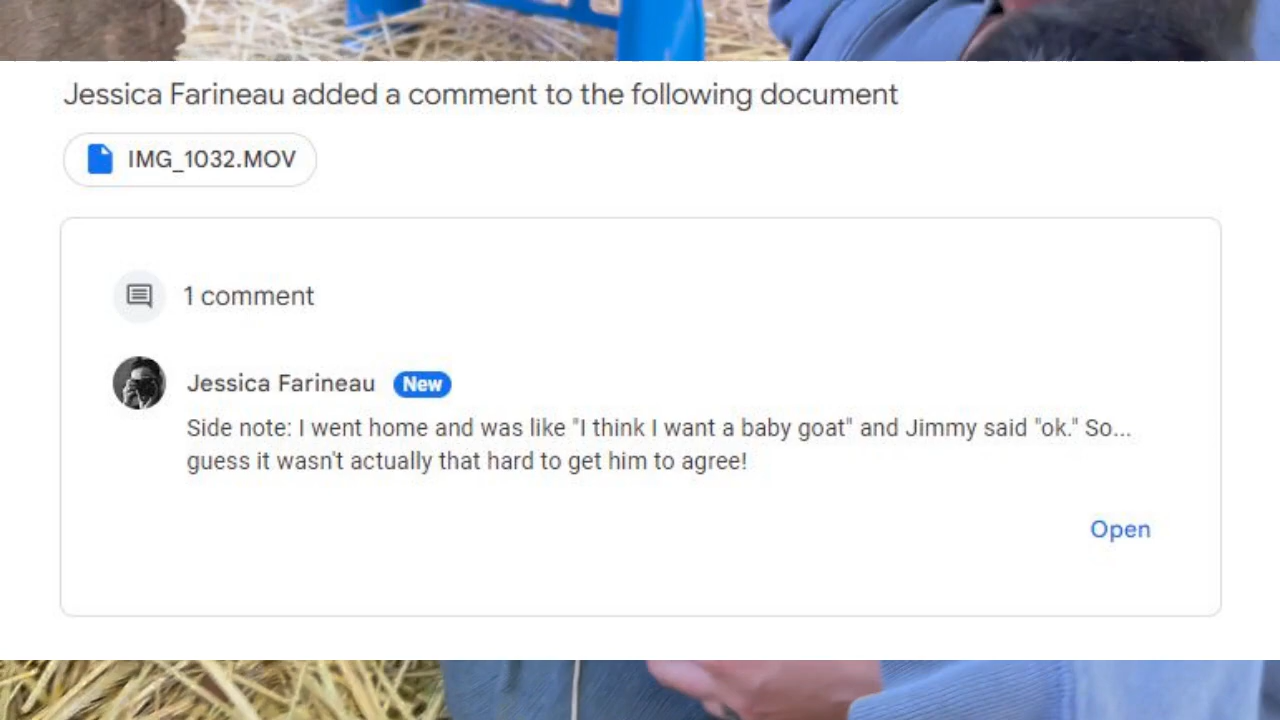 Jessica Farineau added a comment to the following document
IMG_1032.MOV
1 comment
Jessica Farineau New
Side note: I went home and was like "I think I want a baby goat" and Jimmy said "ok." So...
guess it wasn't actually that hard to get him to agree!
Open